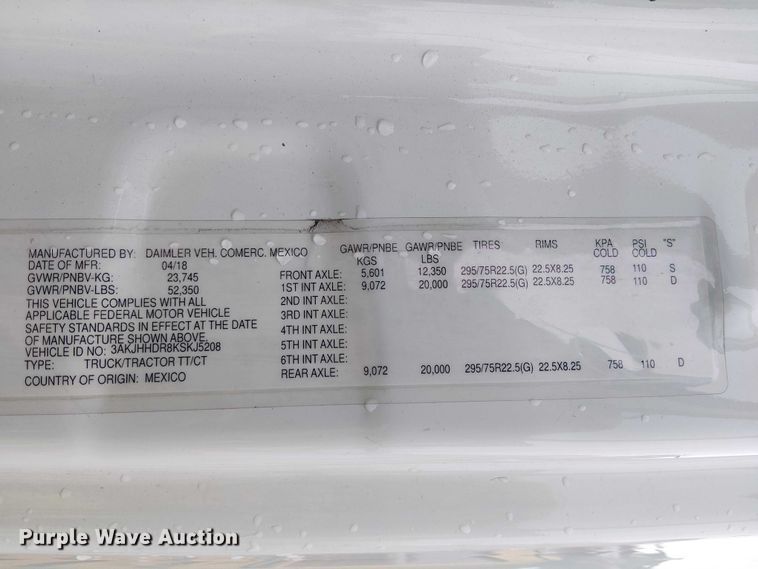 MANUFACTURED BY: DAIMLER VEH. COMERC. MEXICO
DATE OF MFR: 04/18
GVWR/PNBV-KG: 23,745
GVWR/PNBV-LBS: 52,350
THIS VEHICLE COMPLIES WITH ALL
APPLICABLE FEDERAL MOTOR VEHICLE
SAFETY STANDARDS IN EFFECT AT THE DATE
OF MANUFACTURE SHOWN ABOVE.
VEHICLE ID NO: 3AKJHHDR8KSKJ5208
TYPE: TRUCK/TRACTOR TT/CT
COUNTRY OF ORIGIN: MEXICO
GAWR/PNBE KGS GAWR/PNBE LBS TIRES RIMS KPA COLD PSI COLD "S"
FRONT AXLE: 5,601 12,350 295/75R22.5(G) 22.5X8.25 758 110 S
1ST INT AXLE: 9,072 20,000 295/75R22.5(G) 22.5X8.25 758 110 D
2ND INT AXLE:
3RD INT AXLE:
4TH INT AXLE:
5TH INT AXLE:
6TH INT AXLE:
REAR AXLE: 9,072 20,000 295/75R22.5(G) 22.5X8.25 758 110 D
Purple Wave Auction